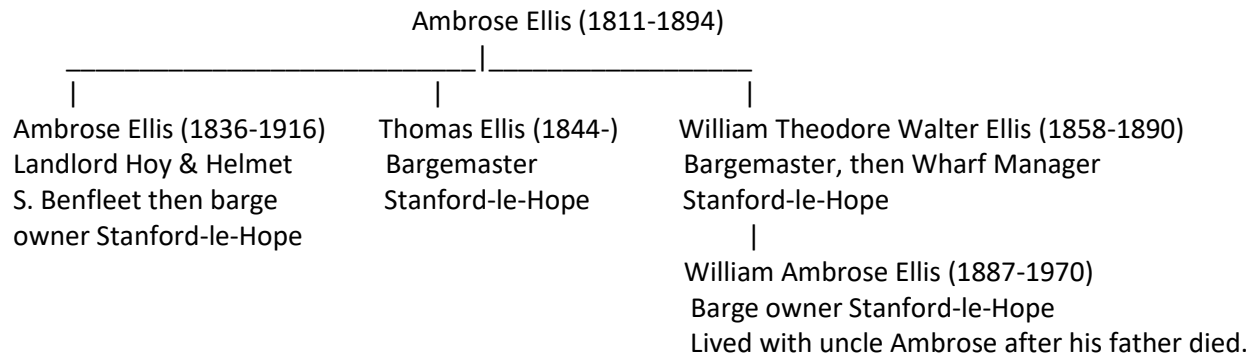 Ambrose Ellis (1811-1894)
Ambrose Ellis (1836-1916)
Landlord Hoy & Helmet
S. Benfleet then barge
owner Stanford-le-Hope
Thomas Ellis (1844-)
Bargemaster
Stanford-le-Hope
William Theodore Walter Ellis (1858-1890)
Bargemaster, then Wharf Manager
Stanford-le-Hope
William Ambrose Ellis (1887-1970)
Barge owner Stanford-le-Hope
Lived with uncle Ambrose after his father died.